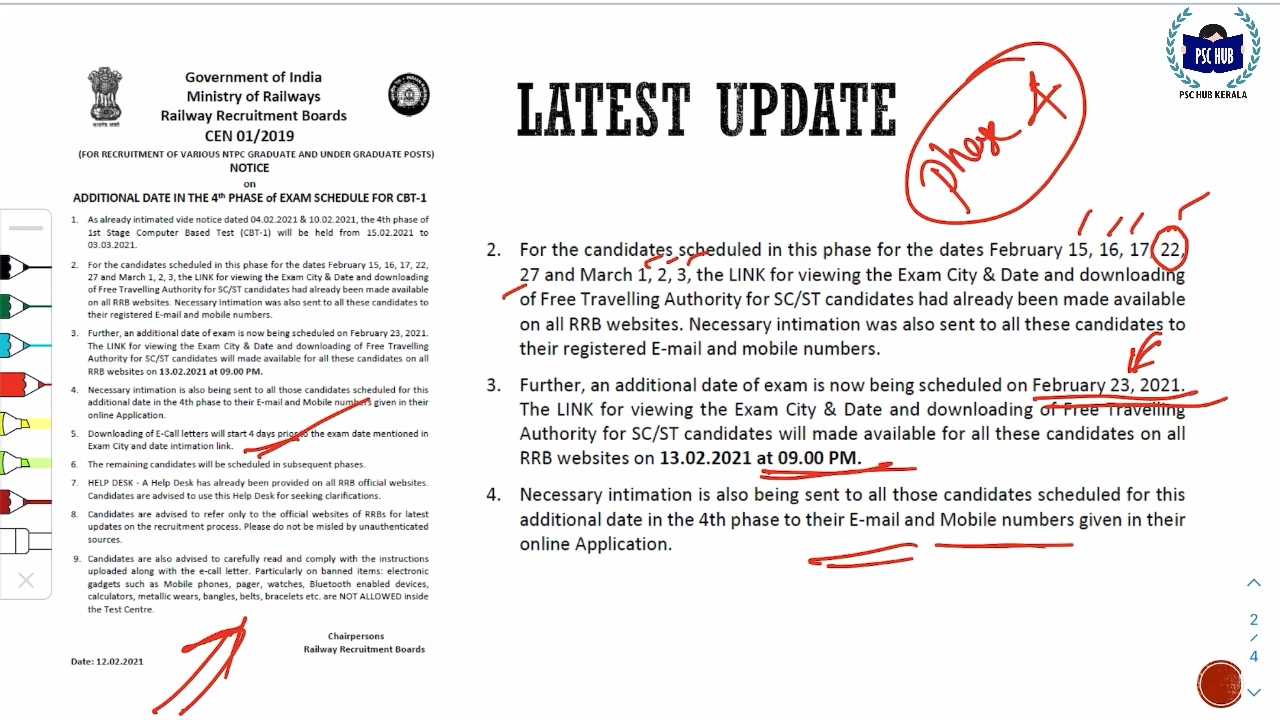 PSC HUB
PSC HUB KERALA
Government of India
Ministry of Railways
Railway Recruitment Boards
CEN 01/2019
(FOR RECRUITMENT OF VARIOUS NTPC GRADUATE AND UNDER GRADUATE POSTS)
NOTICE
on
ADDITIONAL DATE IN THE 4th PHASE of EXAM SCHEDULE FOR CBT-1
1. As already intimated vide notice dated 04.02.2021 & 10.02.2021, the 4th phase of
1st Stage Computer Based Test (CBT-1) will be held from 15.02.2021 to
03.03.2021.
2. For the candidates scheduled in this phase for the dates February 15, 16, 17, 22,
27 and March 1, 2, 3, the LINK for viewing the Exam City & Date and downloading
of Free Travelling Authority for SC/ST candidates had already been made available
on all RRB websites. Necessary intimation was also sent to all these candidates to
their registered E-mail and mobile numbers.
3. Further, an additional date of exam is now being scheduled on February 23, 2021.
The LINK for viewing the Exam City & Date and downloading of Free Travelling
Authority for SC/ST candidates will made available for all these candidates on all
RRB websites on 13.02.2021 at 09.00 PM.
4. Necessary intimation is also being sent to all those candidates scheduled for this
additional date in the 4th phase to their E-mail and Mobile numbers given in their
online Application.
5. Downloading of E-Call letters will start 4 days prior to the exam date mentioned in
Exam City and date intimation link.
6. The remaining candidates will be scheduled in subsequent phases.
7. HELP DESK - A Help Desk has already been provided on all RRB official websites.
Candidates are advised to use this Help Desk for seeking clarifications.
8. Candidates are advised to refer only to the official websites of RRBs for latest
updates on the recruitment process. Please do not be misled by unauthenticated
sources.
9. Candidates are also advised to carefully read and comply with the instructions
uploaded along with the e-call letter. Particularly on banned items: electronic
gadgets such as Mobile phones, pager, watches, Bluetooth enabled devices,
calculators, metallic wears, bangles, belts, bracelets etc. are NOT ALLOWED inside
the Test Centre.
Chairpersons
Railway Recruitment Boards
Date: 12.02.2021
LATEST UPDATE
phase 4
2. For the candidates scheduled in this phase for the dates February 15, 16, 17, 22,
27 and March 1, 2, 3, the LINK for viewing the Exam City & Date and downloading
of Free Travelling Authority for SC/ST candidates had already been made available
on all RRB websites. Necessary intimation was also sent to all these candidates to
their registered E-mail and mobile numbers.
3. Further, an additional date of exam is now being scheduled on February 23, 2021.
The LINK for viewing the Exam City & Date and downloading of Free Travelling
Authority for SC/ST candidates will made available for all these candidates on all
RRB websites on 13.02.2021 at 09.00 PM.
4. Necessary intimation is also being sent to all those candidates scheduled for this
additional date in the 4th phase to their E-mail and Mobile numbers given in their
online Application.
2
/
4